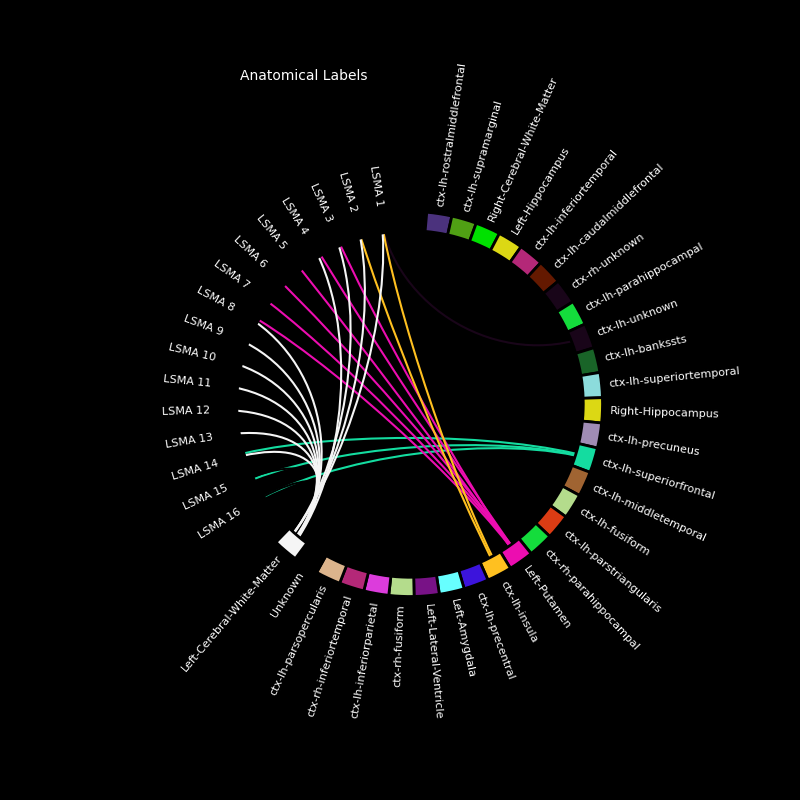 Anatomical Labels
LSMA 1
LSMA 2
LSMA 3
LSMA 4
LSMA 5
LSMA 6
LSMA 7
LSMA 8
LSMA 9
LSMA 10
LSMA 11
LSMA 12
LSMA 13
LSMA 14
LSMA 15
LSMA 16
Left-Cerebral-White-Matter
Unknown
ctx-lh-parsopercularis
ctx-rh-inferiortemporal
ctx-lh-inferiorparietal
ctx-rh-fusiform
Left-Lateral-Ventricle
Left-Amygdala
ctx-lh-precentral
ctx-lh-insula
Left-Putamen
ctx-rh-parahippocampal
ctx-lh-parstriangularis
ctx-lh-fusiform
ctx-lh-middletemporal
ctx-lh-superiorfrontal
ctx-lh-precuneus
Right-Hippocampus
ctx-lh-superiortemporal
ctx-lh-bankssts
ctx-lh-unknown
ctx-lh-parahippocampal
ctx-rh-unknown
ctx-lh-caudalmiddlefrontal
ctx-lh-inferiortemporal
Left-Hippocampus
Right-Cerebral-White-Matter
ctx-lh-supramarginal
ctx-lh-rostralmiddlefrontal